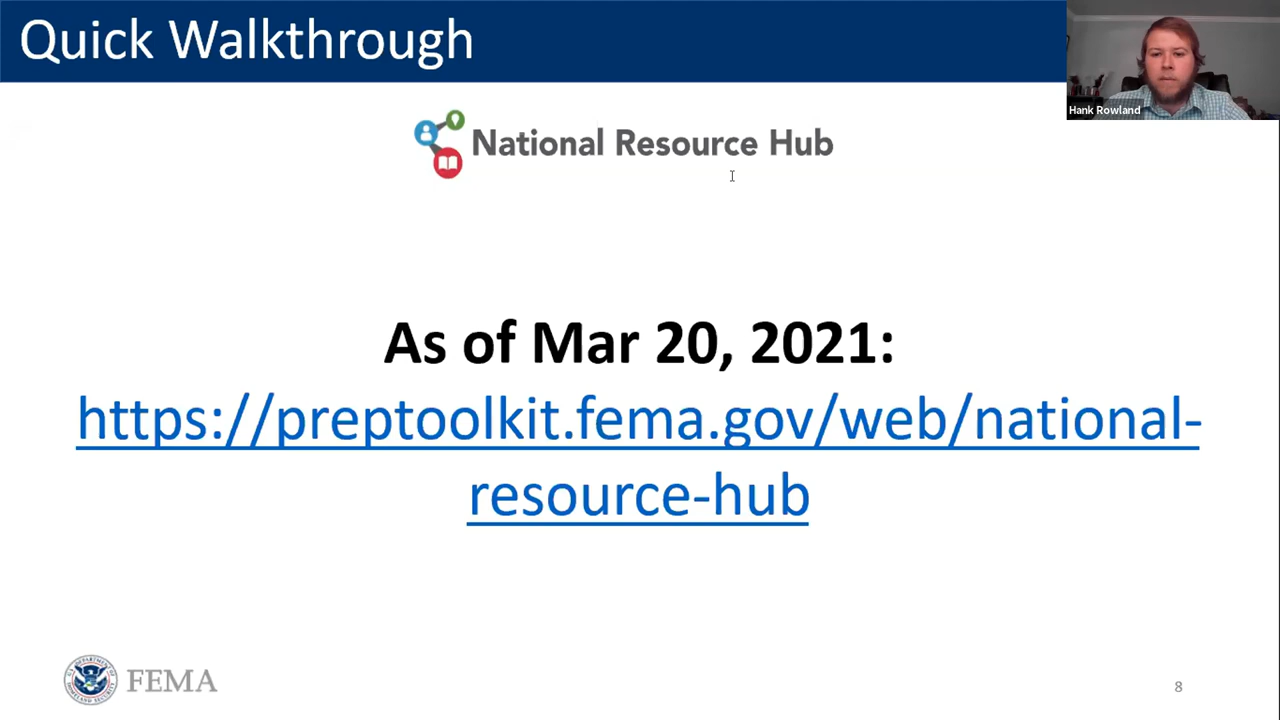 Quick Walkthrough
Hank Rowland
National Resource Hub
As of Mar 20, 2021:
https://preptoolkit.fema.gov/web/national-
resource-hub
FEMA
8